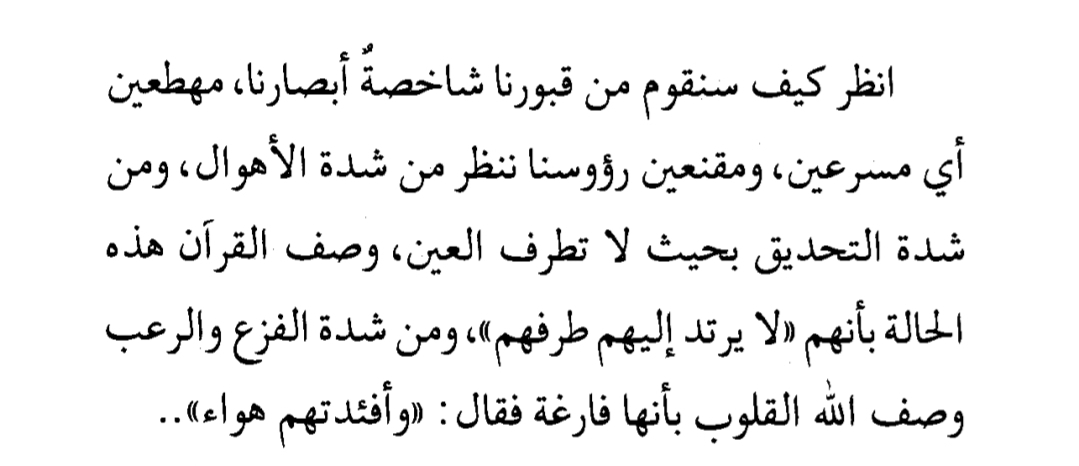 انظر كيف سنقوم من قبورنا شاخصةٌ أبصارنا، مهطعين
أي مسرعين، ومقنعين رؤوسنا ننظر من شدة الأهوال، ومن
شدة التحديق بحيث لا تطرف العين، وصف القرآن هذه
الحالة بأنهم «لا يرتد إليهم طرفهم»، ومن شدة الفزع والرعب
وصف الله القلوب بأنها فارغة فقال: «وأفئدتهم هواء»..